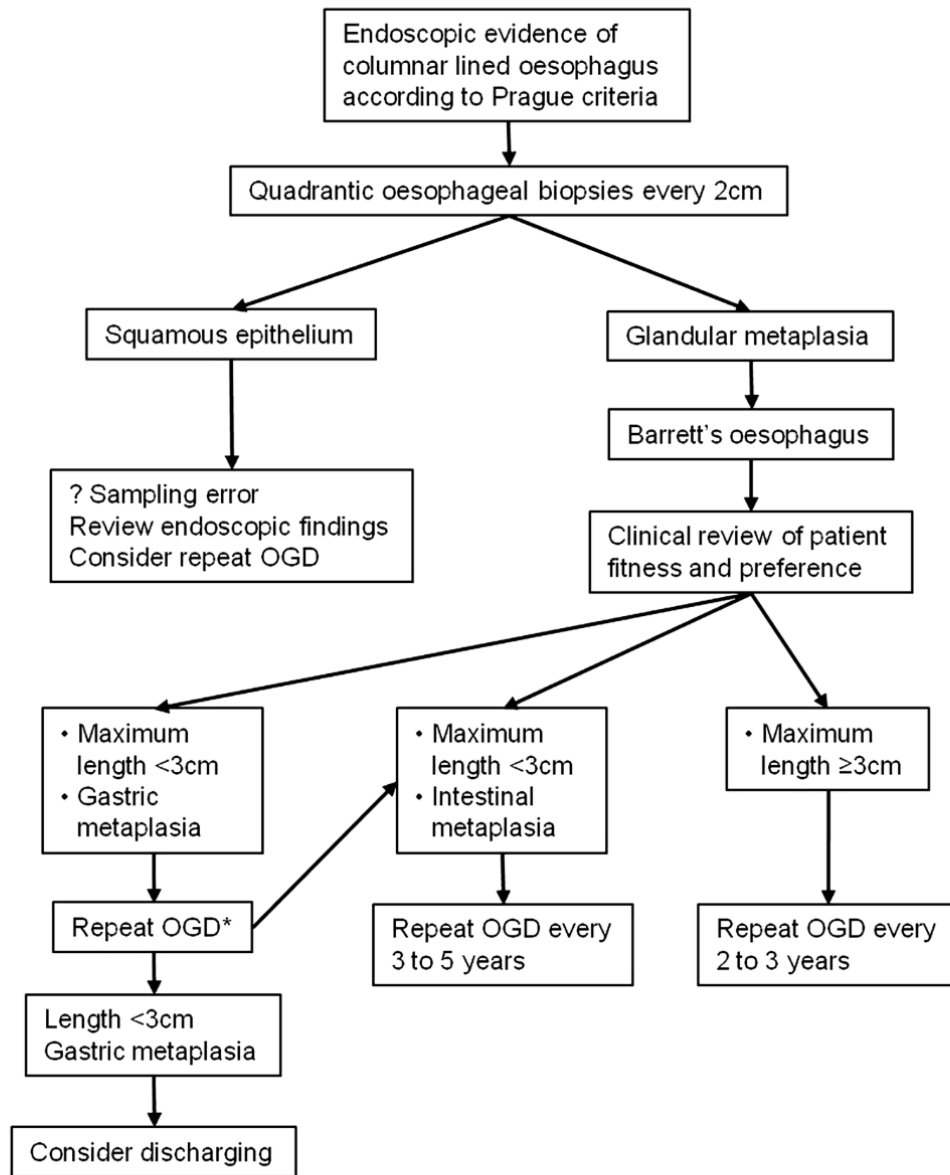 Endoscopic evidence of
columnar lined oesophagus
according to Prague criteria
Quadrantic oesophageal biopsies every 2cm
Squamous epithelium
Glandular metaplasia
Barrett's oesophagus
? Sampling error
Review endoscopic findings
Consider repeat OGD
Clinical review of patient
fitness and preference
• Maximum
length <3cm
• Gastric
metaplasia
• Maximum
length <3cm
• Intestinal
metaplasia
• Maximum
length ≥3cm
Repeat OGD*
Repeat OGD every
3 to 5 years
Repeat OGD every
2 to 3 years
Length <3cm
Gastric metaplasia
Consider discharging